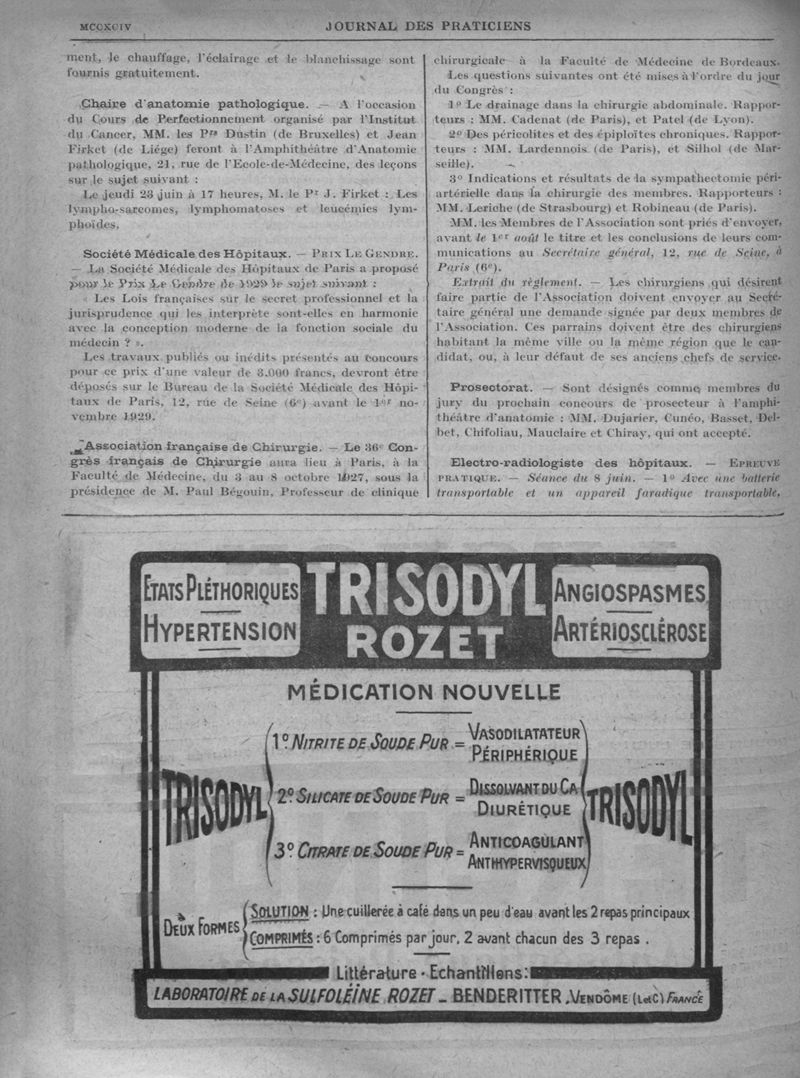 MCCXCIV JOURNAL DES PRATICIENS
ment, le chauffage, l'éclairage et le blanchissage sont
fournis gratuitement.
Chaire d'anatomie pathologique. — A l'occasion
du Cours de Perfectionnement organisé par l'Institut
du Cancer, MM. les Prs Dustin (de Bruxelles) et Jean
Firket (de Liége) feront à l'Amphithéâtre d'Anatomie
pathologique, 21, rue de l'Ecole-de-Médecine, des leçons
sur le sujet suivant :
Le jeudi 23 juin à 17 heures, M. le Pr J. Firket : Les
lympho-sarcomes, lymphomatoses et leucémies lym-
phoïdes.
Société Médicale des Hôpitaux. — PRIX LE GENDRE.
— La Société Médicale des Hôpitaux de Paris a proposé
pour le Prix Le Gendre de 1929 le sujet suivant :
« Les Lois françaises sur le secret professionnel et la
jurisprudence qui les interprète sont-elles en harmonie
avec la conception moderne de la fonction sociale du
médecin ? ».
Les travaux publiés ou inédits présentés au concours
pour ce prix d'une valeur de 3.000 francs, devront être
déposés sur le Bureau de la Société Médicale des Hôpi-
taux de Paris, 12, rue de Seine (6e) avant le 1er no-
vembre 1929.
Association française de Chirurgie. — Le 36e Con-
grès français de Chirurgie aura lieu à Paris, à la
Faculté de Médecine, du 3 au 8 octobre 1927, sous la
présidence de M. Paul Bégouin, Professeur de clinique
chirurgicale à la Faculté de Médecine de Bordeaux.
Les questions suivantes ont été mises à l'ordre du jour
du Congrès :
1º Le drainage dans la chirurgie abdominale. Rappor-
teurs : MM. Cadenat (de Paris), et Patel (de Lyon).
2º Des péricolites et des épiploïtes chroniques. Rappor-
teurs : MM. Lardennois (de Paris), et Silhol (de Mar-
seille).
3º Indications et résultats de la sympathectomie péri-
artérielle dans la chirurgie des membres. Rapporteurs :
MM. Leriche (de Strasbourg) et Robineau (de Paris).
MM. les Membres de l'Association sont priés d'envoyer,
avant le 1er août le titre et les conclusions de leurs com-
munications au Secrétaire général, 12, rue de Seine, à
Paris (6e).
Extrait du règlement. — Les chirurgiens qui désirent
faire partie de l'Association doivent envoyer au Secré-
taire général une demande signée par deux membres de
l'Association. Ces parrains doivent être des chirurgiens
habitant la même ville ou la même région que le can-
didat, ou, à leur défaut de ses anciens chefs de service.
Prosectorat. — Sont désignés comme membres du
jury du prochain concours de prosecteur à l'amphi-
théâtre d'anatomie : MM. Dujarier, Cunéo, Basset, Del-
bet, Chifoliau, Mauclaire et Chiray, qui ont accepté.
Electro-radiologiste des hôpitaux. — EPREUVE
PRATIQUE. — Séance du 8 juin. — 1º Avec une batterie
transportable et un appareil faradique transportable,
ETATS PLÉTHORIQUES
HYPERTENSION
TRISODYL
ROZET
ANGIOSPASMES
ARTÉRIOSCLÉROSE
MÉDICATION NOUVELLE
TRISODYL
1º. NITRITE DE SOUDE PUR = VASODILATATEUR
PÉRIPHÉRIQUE
2º. SILICATE DE SOUDE PUR = DISSOLVANT DU CA
DIURÉTIQUE
3º. CITRATE DE SOUDE PUR = ANTICOAGULANT
ANTIHYPERVISQUEUX
TRISODYL
DEUX FORMES
SOLUTION : Une cuillerée à café dans un peu d'eau avant les 2 repas principaux
COMPRIMÉS : 6 Comprimés par jour, 2 avant chacun des 3 repas.
Littérature - Echantillons :
LABORATOIRE DE LA SULFOLÉINE ROZET _ BENDERITTER, VENDÔME (L et C) FRANCE